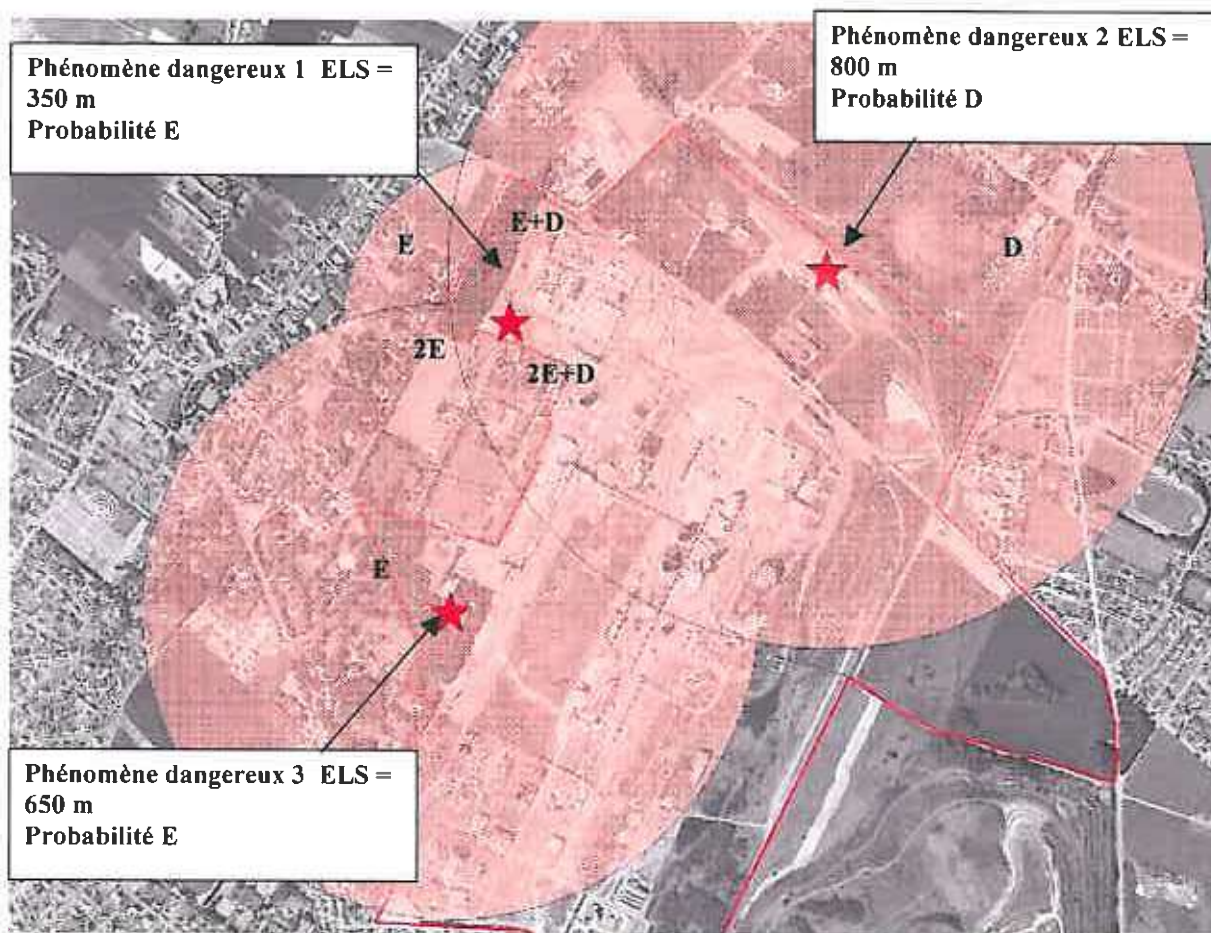 Phénomène dangereux 1 ELS =
350 m
Probabilité E
Phénomène dangereux 2 ELS =
800 m
Probabilité D
E+D
E
D
2E
2E+D
E
Phénomène dangereux 3 ELS =
650 m
Probabilité E